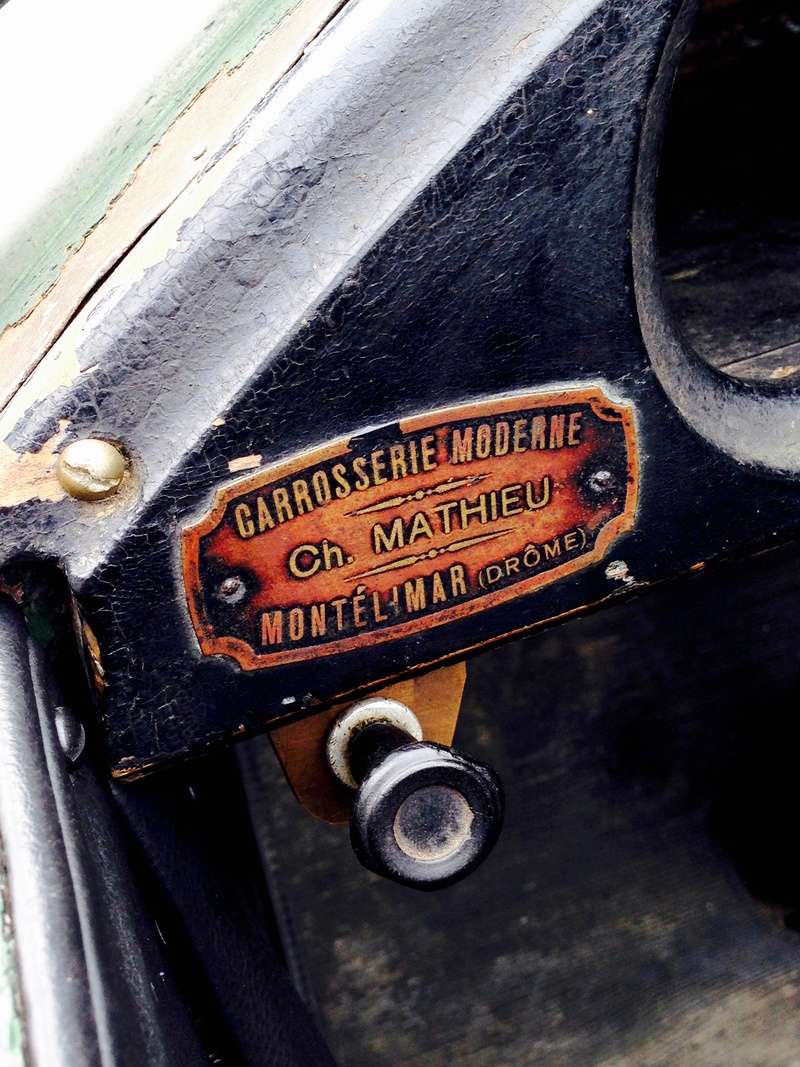 CARROSSERIE MODERNE
Ch. MATHIEU
MONTÉLIMAR (DRÔME)